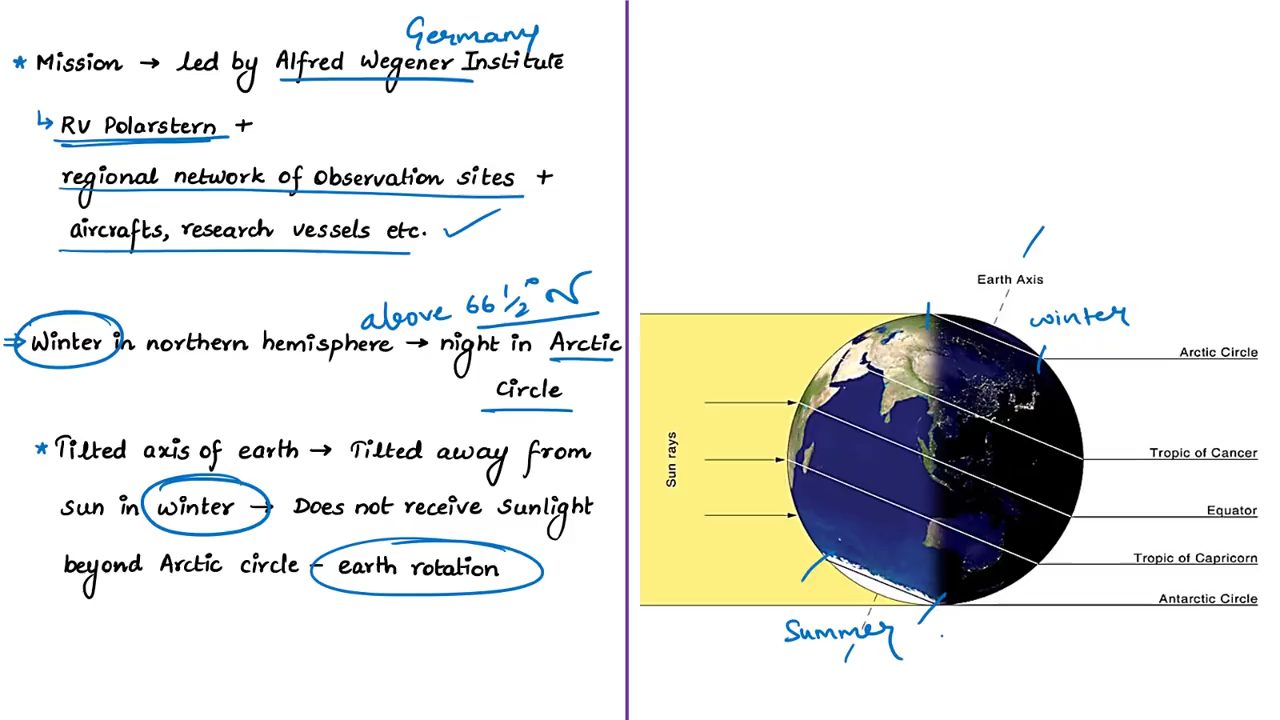 Germany
* Mission → led by Alfred Wegener Institute
↳ RV Polarstern +
regional network of observation sites +
aircrafts, research vessels etc. ✓
above 66 1/2° N
⇒ Winter in northern hemisphere → night in Arctic
Circle
* Tilted axis of earth → Tilted away from
sun in winter → Does not receive sunlight
beyond Arctic circle - earth rotation
Earth Axis
winter
Arctic Circle
Sun rays
Tropic of Cancer
Equator
Tropic of Capricorn
Antarctic Circle
Summer